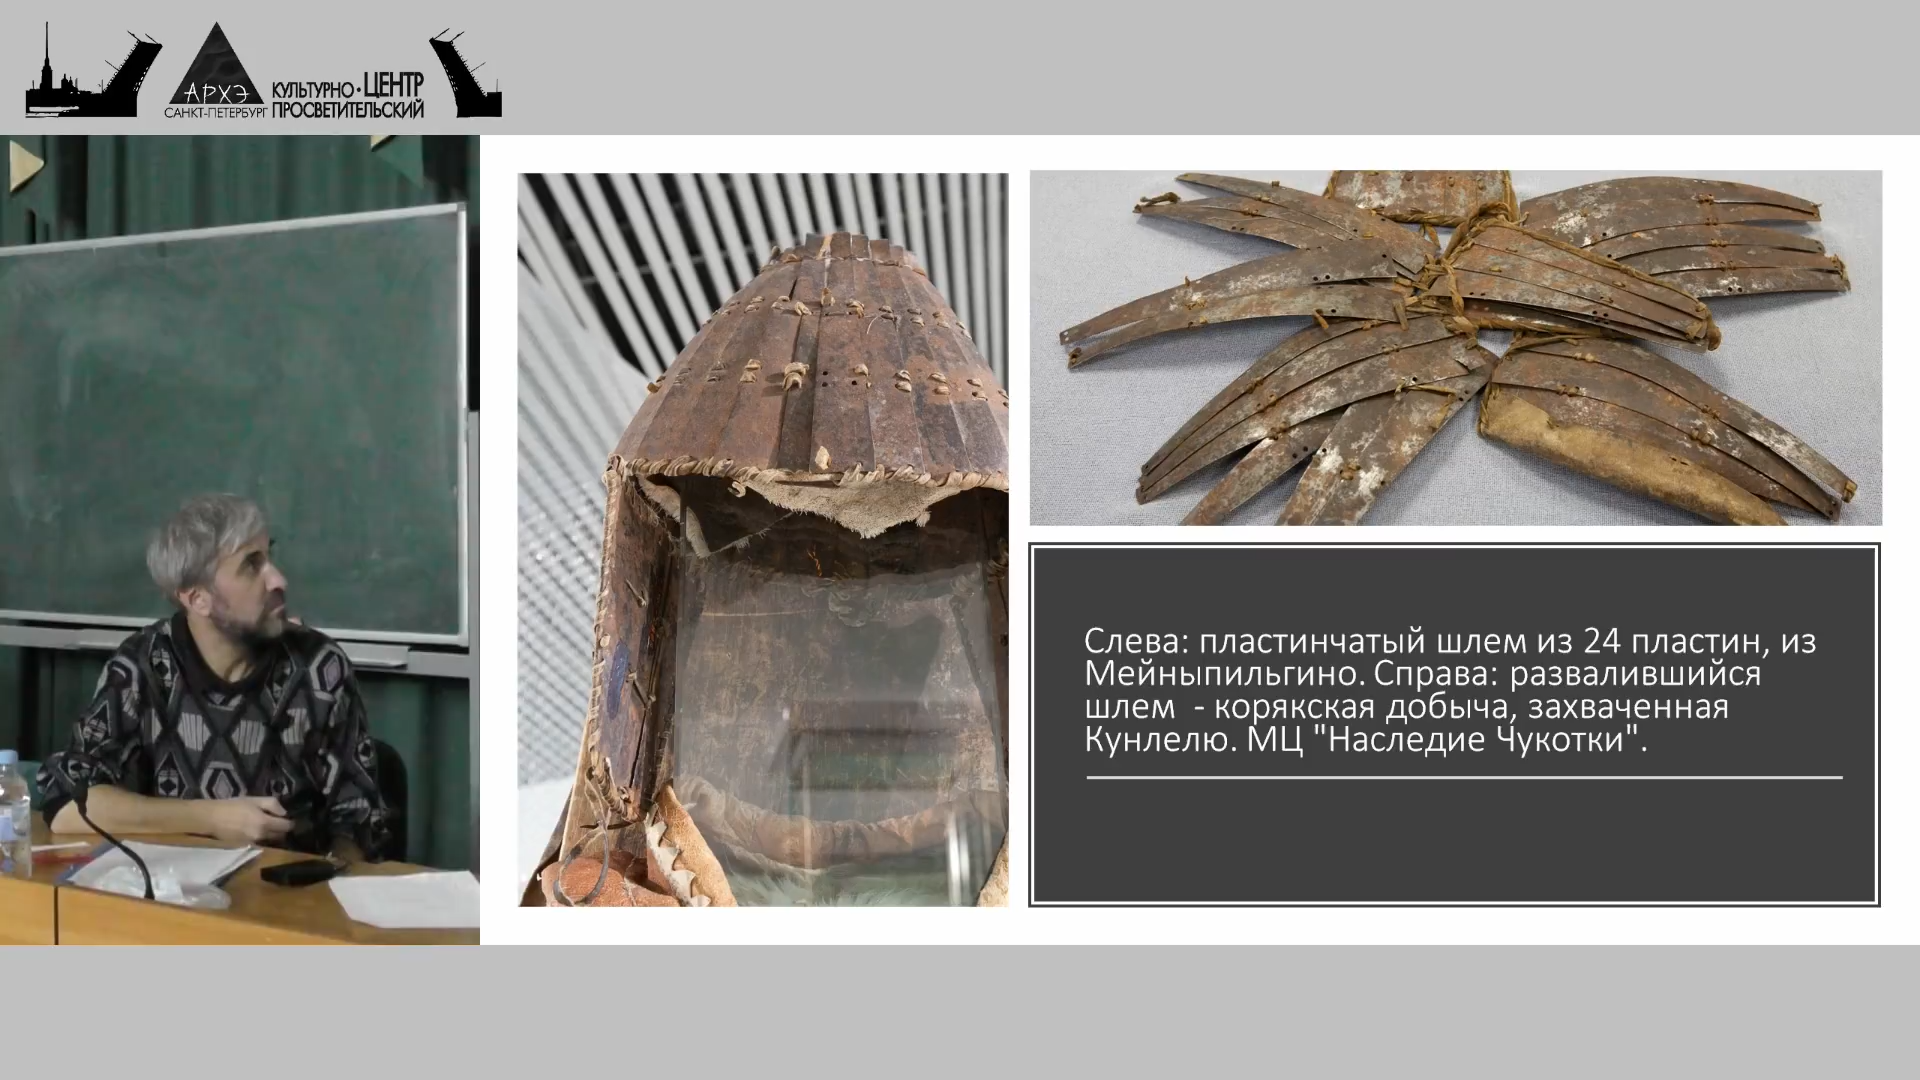 АРХЭ
САНКТ-ПЕТЕРБУРГ
КУЛЬТУРНО·ЦЕНТР
ПРОСВЕТИТЕЛЬСКИЙ
Слева: пластинчатый шлем из 24 пластин, из
Мейныпильгино. Справа: развалившийся
шлем - корякская добыча, захваченная
Кунлелю. МЦ "Наследие Чукотки".